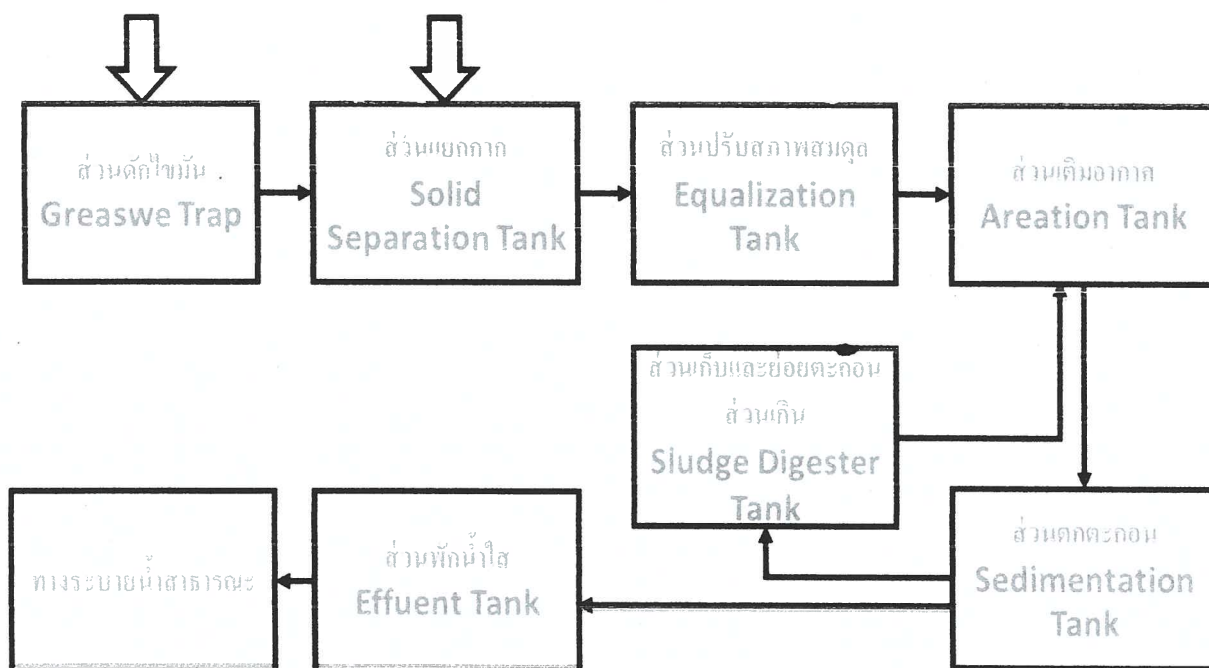 ส่วนดักไขมัน
Greaswe Trap
ส่วนแยกกาก
Solid
Separation Tank
ส่วนปรับสภาพสมดุล
Equalization
Tank
ส่วนเติมอากาศ
Areation Tank
ส่วนเก็บและย่อยตะกอน
ส่วนเกิน
Sludge Digester
Tank
ทางระบายน้ำสาธารณะ
ส่วนพักน้ำใส
Effuent Tank
ส่วนตกตะกอน
Sedimentation
Tank